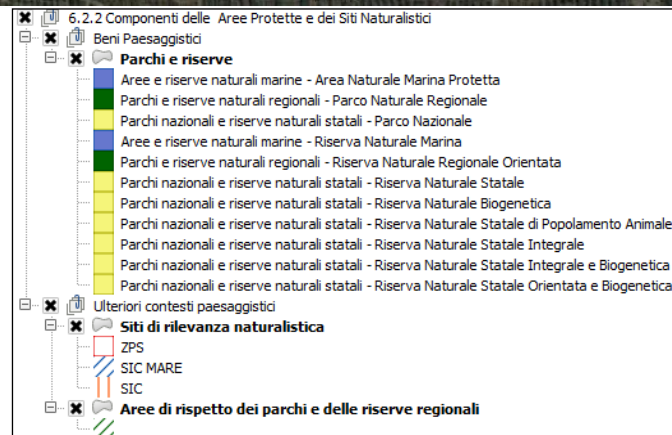 6.2.2 Componenti delle Aree Protette e dei Siti Naturalistici
Beni Paesaggistici
Parchi e riserve
Aree e riserve naturali marine - Area Naturale Marina Protetta
Parchi e riserve naturali regionali - Parco Naturale Regionale
Parchi nazionali e riserve naturali statali - Parco Nazionale
Aree e riserve naturali marine - Riserva Naturale Marina
Parchi e riserve naturali regionali - Riserva Naturale Regionale Orientata
Parchi nazionali e riserve naturali statali - Riserva Naturale Statale
Parchi nazionali e riserve naturali statali - Riserva Naturale Biogenetica
Parchi nazionali e riserve naturali statali - Riserva Naturale Statale di Popolamento Animale
Parchi nazionali e riserve naturali statali - Riserva Naturale Statale Integrale
Parchi nazionali e riserve naturali statali - Riserva Naturale Statale Integrale e Biogenetica
Parchi nazionali e riserve naturali statali - Riserva Naturale Statale Orientata e Biogenetica
Ulteriori contesti paesaggistici
Siti di rilevanza naturalistica
ZPS
SIC MARE
SIC
Aree di rispetto dei parchi e delle riserve regionali